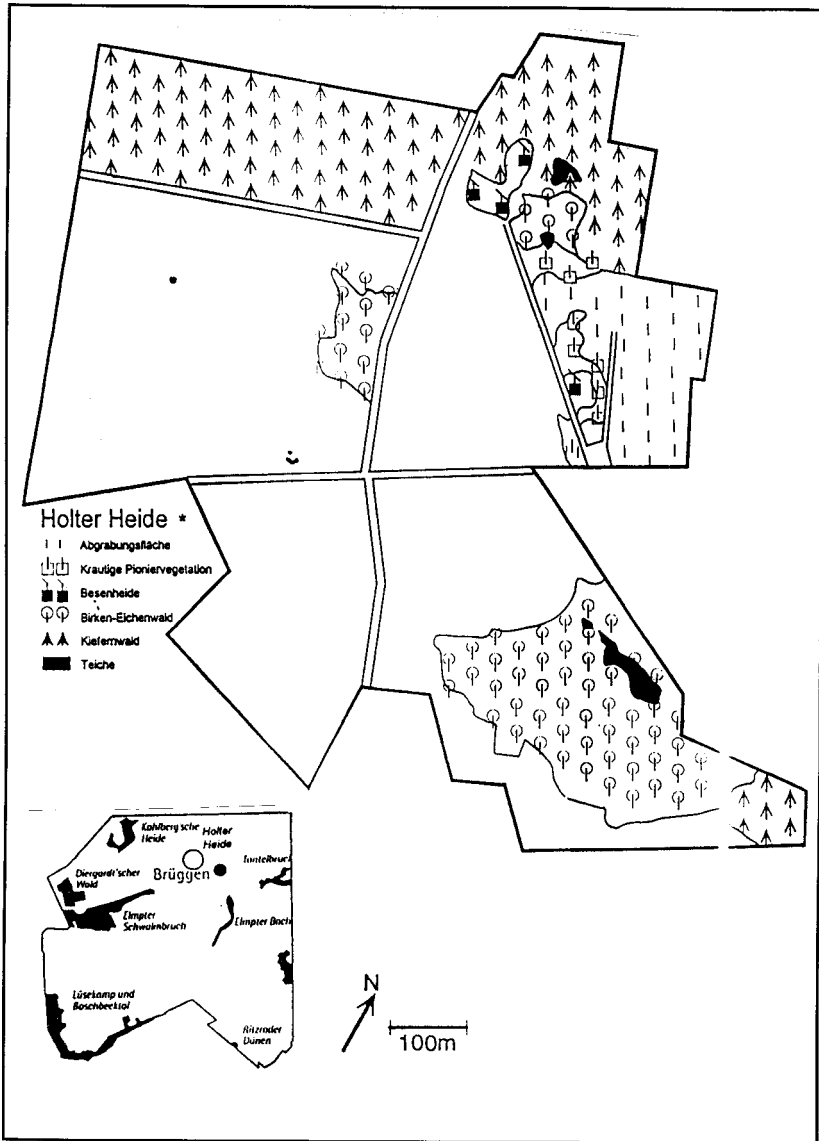 Holter Heide *
Abgrabungsfläche
Krautige Pioniervegetation
Besenheide
Birken-Eichenwald
Kiefernwald
Teiche
Kahlberg'sche
Heide
Holter
Heide
Diergardt'scher
Wald
Brüggen
Elmpter
Schwalmbruch
Elmpter Bach
Lüsekamp und
Boschbeektal
Ritzroder
Dünen
N
100m